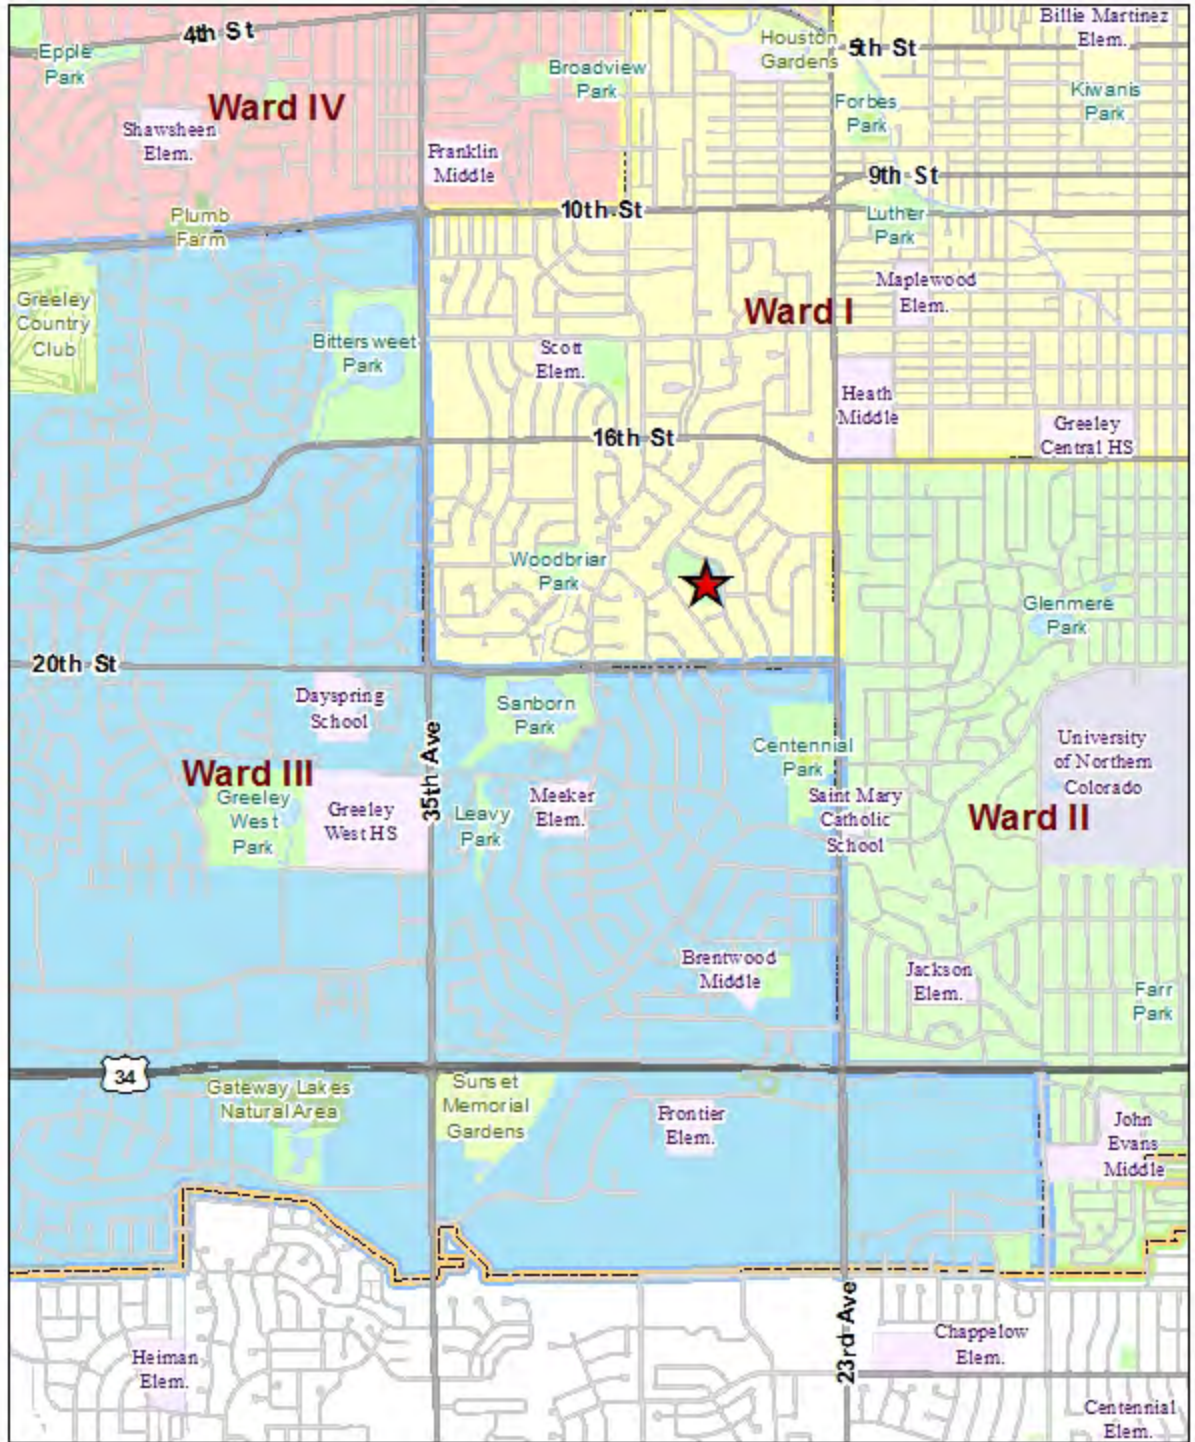 Billie Martinez
Elem.
4th St
Epple
Park
Houston
Gardens
5th St
Broadview
Park
Ward IV
Forbes
Park
Kiwanis
Park
Shawsheen
Elem.
Franklin
Middle
9th St
Plumb
Farm
10th St
Luther
Park
Maplewood
Elem.
Greeley
Country
Club
Ward I
Bittersweet
Park
Scott
Elem.
Heath
Middle
16th St
Greeley
Central HS
Woodbriar
Park
Glenmere
Park
20th St
Dayspring
School
Sanborn
Park
35th Ave
Centennial
Park
University
of Northern
Colorado
Ward III
Greeley
West
Park
Greeley
West HS
Leavy
Park
Meeker
Elem.
Saint Mary
Catholic
School
Ward II
Brentwood
Middle
Jackson
Elem.
Farr
Park
34
Gateway Lakes
Natural Area
Sunset
Memorial
Gardens
Frontier
Elem.
John
Evans
Middle
23rd Ave
Chappelow
Elem.
Heiman
Elem.
Centennial
Elem.